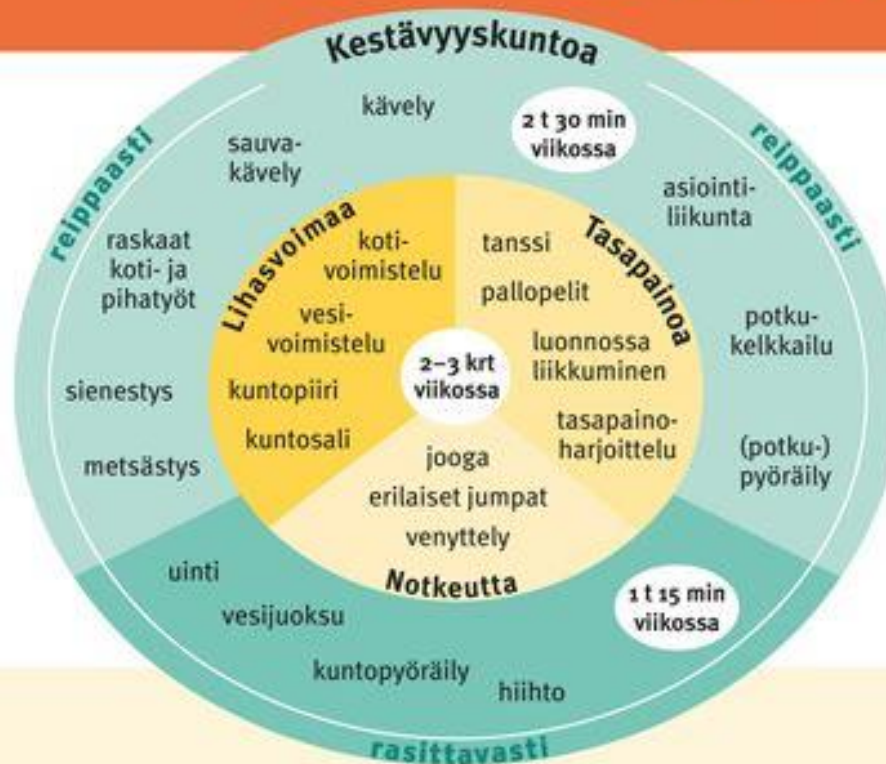 Kestävyyskuntoa
reippaasti
reippaasti
kävely
2 t 30 min
viikossa
sauva-
kävely
asiointi-
liikunta
raskaat
koti- ja
pihatyöt
potku-
kelkkailu
sienestys
metsästys
(potku-)
pyöräily
Lihasvoimaa
koti-
voimistelu
vesi-
voimistelu
kuntopiiri
kuntosali
Tasapainoa
tanssi
pallopelit
luonnossa
liikkuminen
tasapaino-
harjoittelu
2–3 krt
viikossa
jooga
erilaiset jumpat
venyttely
Notkeutta
uinti
vesijuoksu
kuntopyöräily
hiihto
1 t 15 min
viikossa
rasittavasti